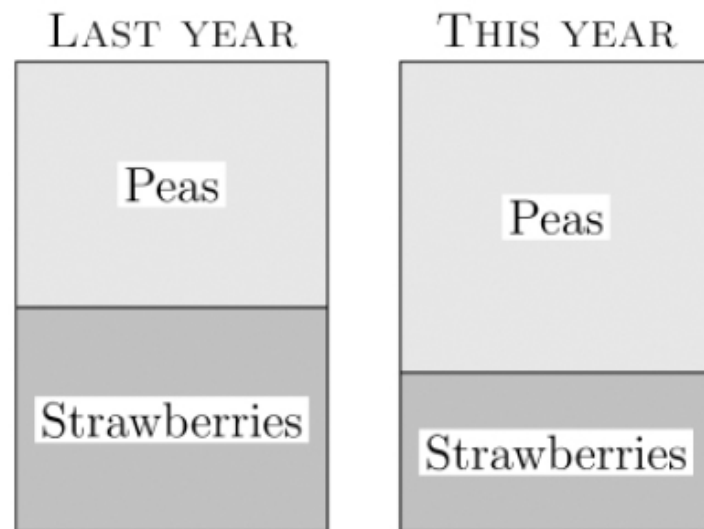 LAST YEAR
Peas
Strawberries
THIS YEAR
Peas
Strawberries